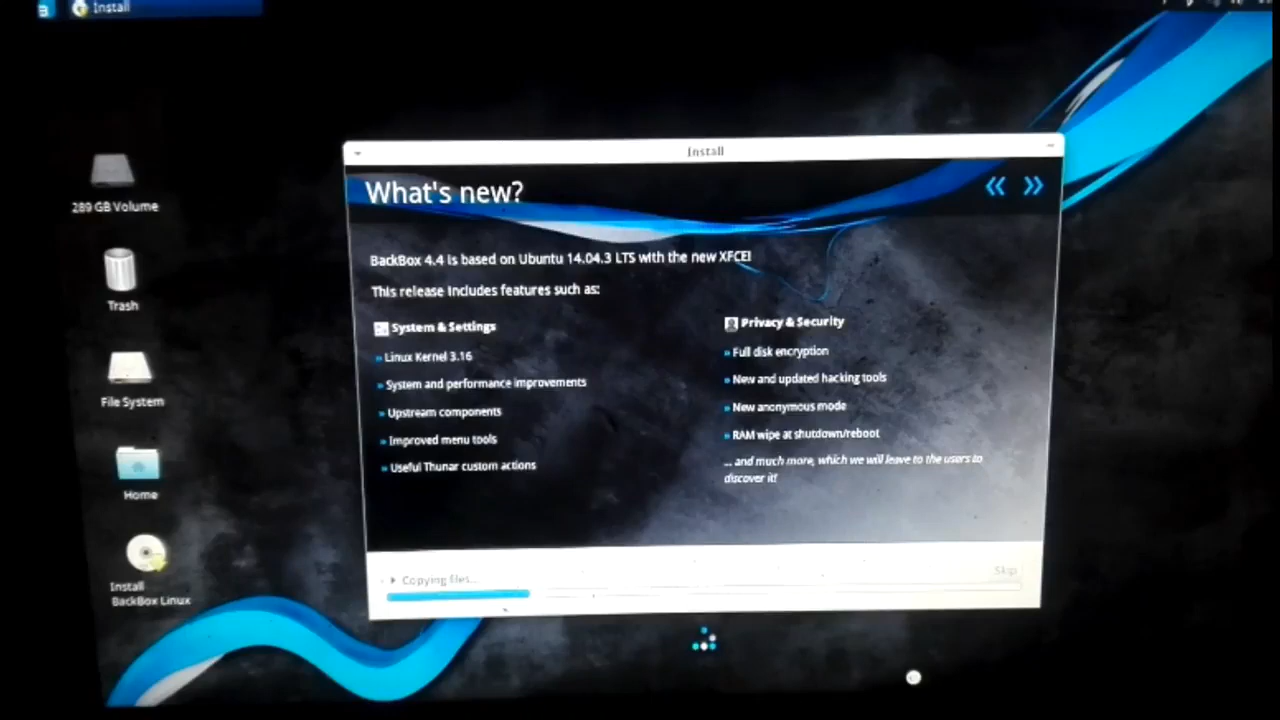 Install
Install
What's new?
BackBox 4.4 is based on Ubuntu 14.04.3 LTS with the new XFCE!
This release includes features such as:
System & Settings
» Linux Kernel 3.16
» System and performance improvements
» Upstream components
» Improved menu tools
» Useful Thunar custom actions
Privacy & Security
» Full disk encryption
» New and updated hacking tools
» New anonymous mode
» RAM wipe at shutdown/reboot
... and much more, which we will leave to the users to
discover it!
Copying files...
Skip
289 GB Volume
Trash
File System
Home
Install
BackBox Linux